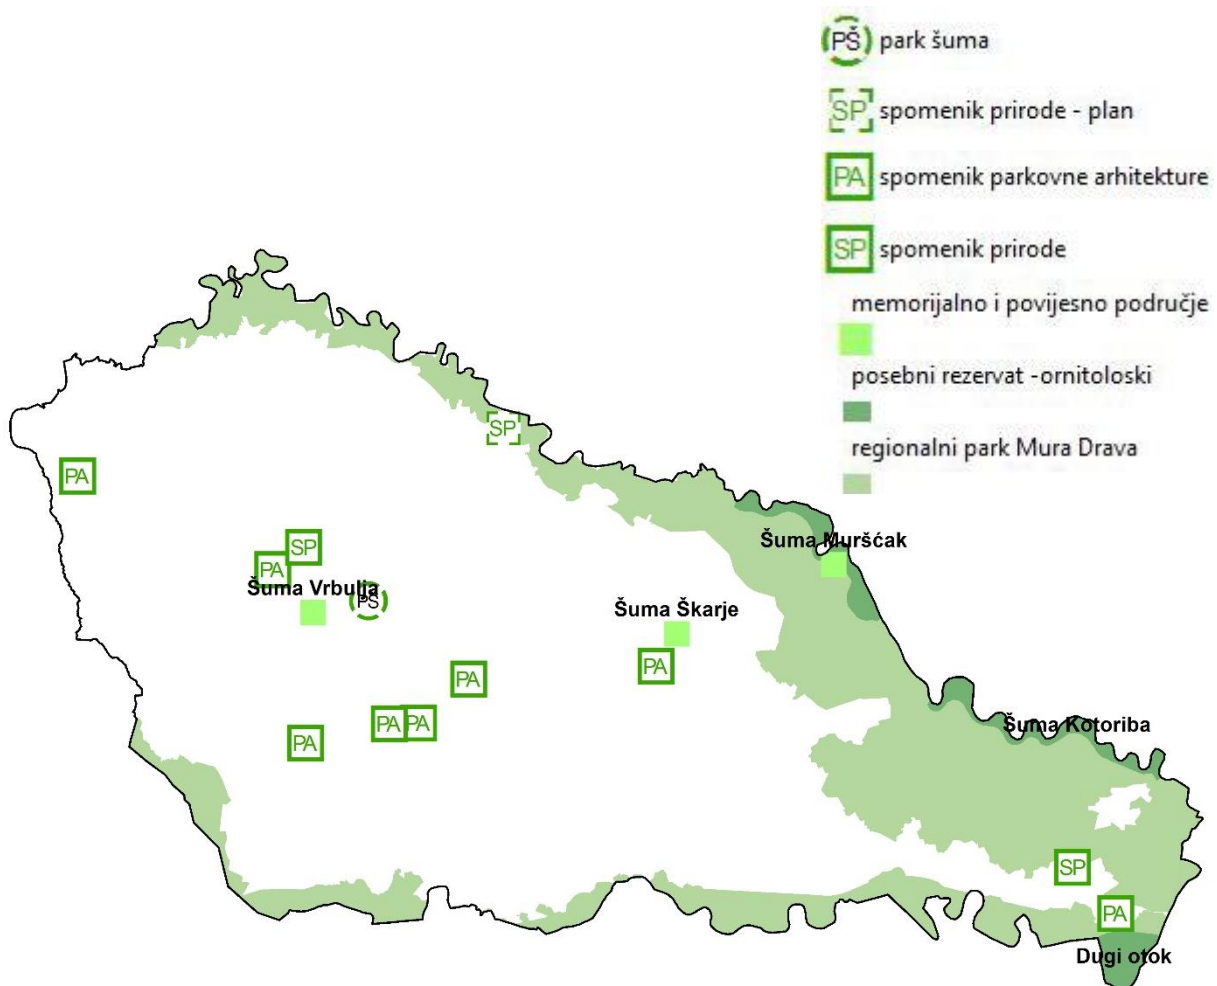 PŠ park šuma
SP spomenik prirode - plan
PA spomenik parkovne arhitekture
SP spomenik prirode
memorijalno i povijesno područje
posebni rezervat -ornitoloski
regionalni park Mura Drava
SP
PA
Šuma Murśćak
SP
PA
Šuma Vrbulja
PŠ
Šuma Škarje
PA
PA
PA PA
PA
Šuma Kotoriba
SP
PA
Dugi otok